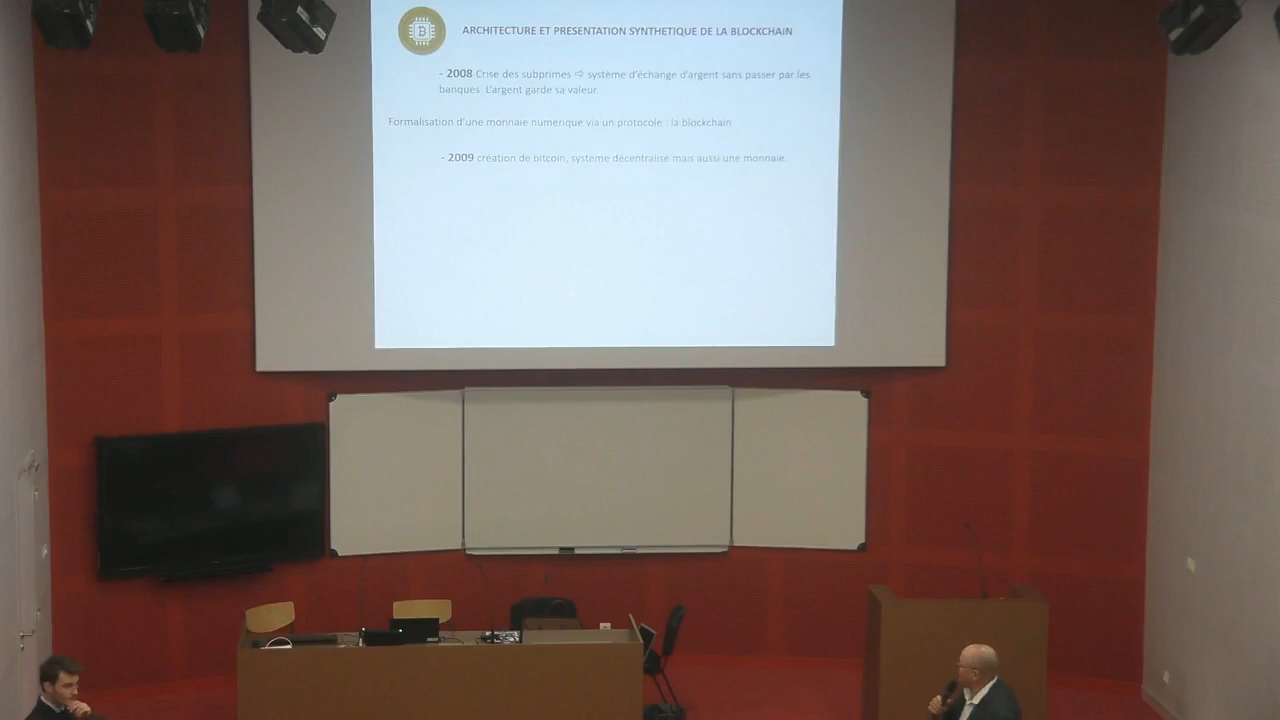 ARCHITECTURE ET PRESENTATION SYNTHETIQUE DE LA BLOCKCHAIN
- 2008 Crise des subprimes ⇨ système d'échange d'argent sans passer par les
banques. L'argent garde sa valeur.
Formalisation d'une monnaie numerique via un protocole : la blockchain
- 2009 création de bitcoin, système décentralisé mais aussi une monnaie.